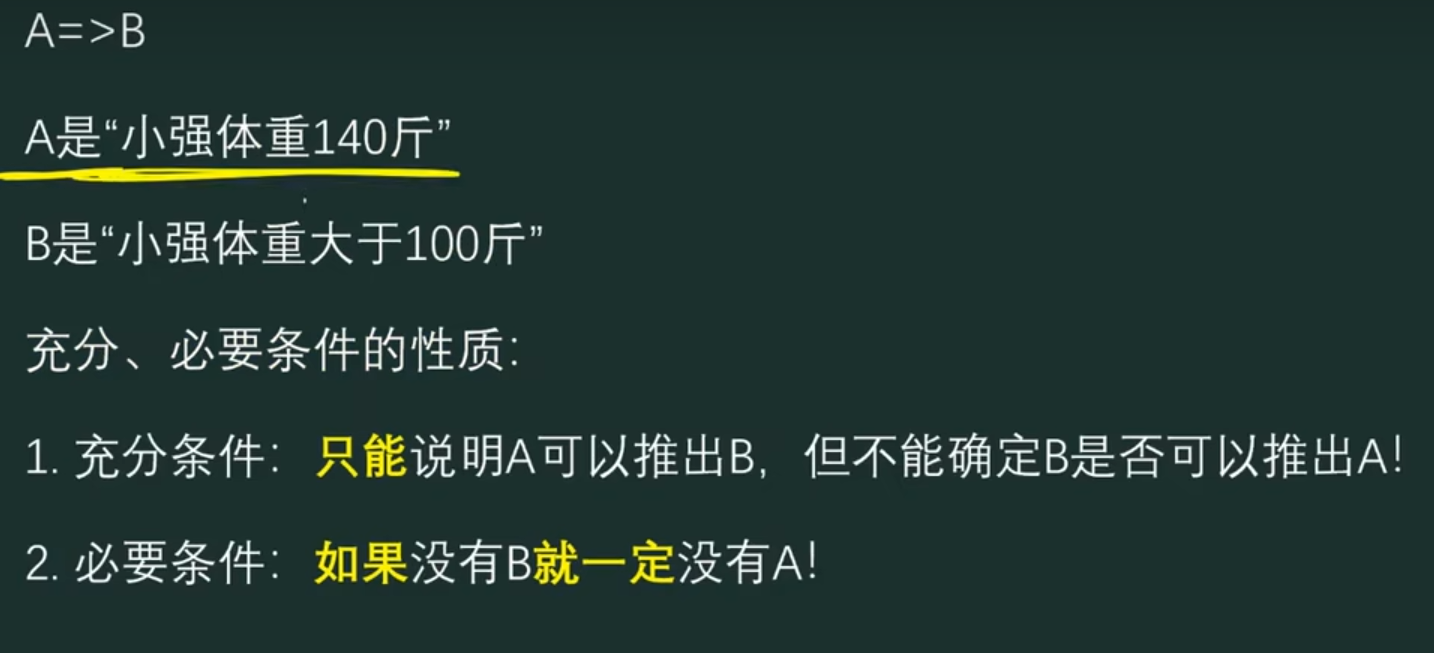 A=>B
A是“小强体重140斤”
B是“小强体重大于100斤”
充分、必要条件的性质：
1. 充分条件：只能说明A可以推出B，但不能确定B是否可以推出A！
2. 必要条件：如果没有B就一定没有A！